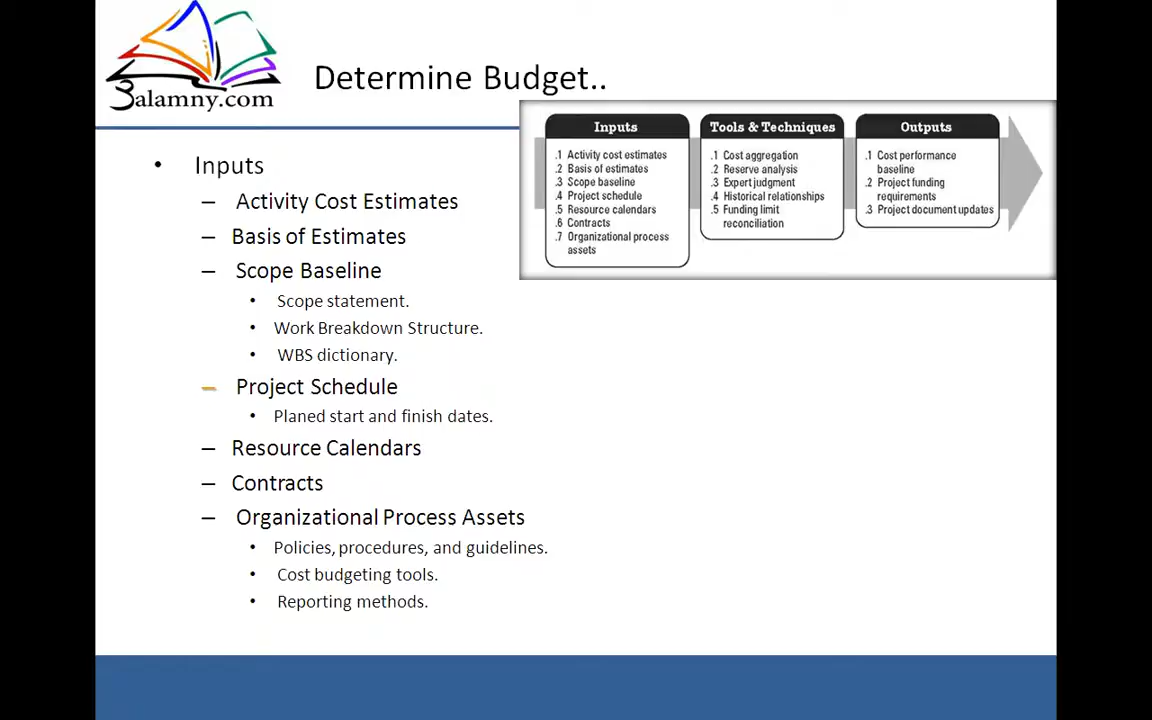 3alamny.com
Determine Budget..
Inputs
.1 Activity cost estimates
.2 Basis of estimates
.3 Scope baseline
.4 Project schedule
.5 Resource calendars
.6 Contracts
.7 Organizational process
assets
Tools & Techniques
.1 Cost aggregation
.2 Reserve analysis
.3 Expert judgment
.4 Historical relationships
.5 Funding limit
reconciliation
Outputs
.1 Cost performance
baseline
.2 Project funding
requirements
.3 Project document updates
• Inputs
– Activity Cost Estimates
– Basis of Estimates
– Scope Baseline
• Scope statement.
• Work Breakdown Structure.
• WBS dictionary.
– Project Schedule
• Planed start and finish dates.
– Resource Calendars
– Contracts
– Organizational Process Assets
• Policies, procedures, and guidelines.
• Cost budgeting tools.
• Reporting methods.